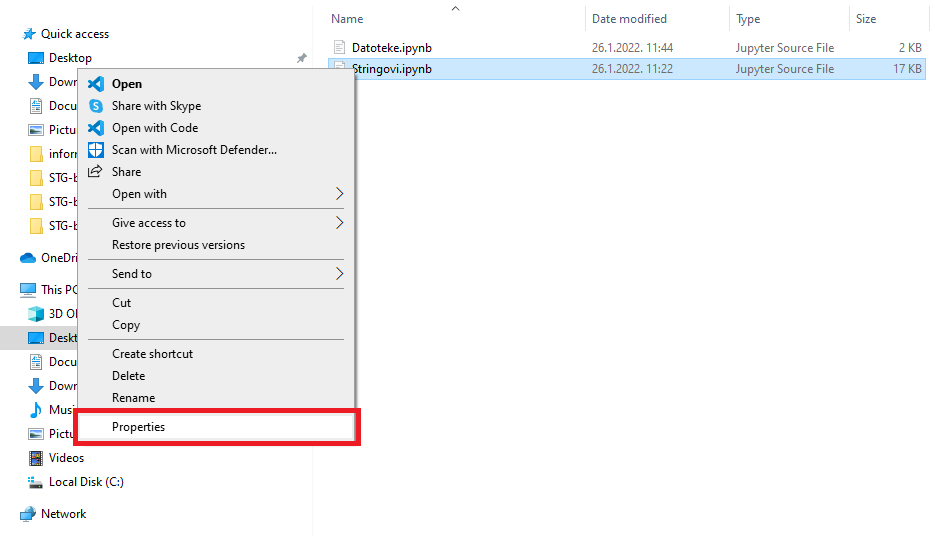 Name Date modified Type Size
Datoteke.ipynb 26.1.2022. 11:44 Jupyter Source File 2 KB
Stringovi.ipynb 26.1.2022. 11:22 Jupyter Source File 17 KB
Quick access
Desktop
Down
Docu
Pictu
infor
STG-b
STG-b
STG-b
OneDri
This PC
3D O
Deskt
Docu
Down
Musi
Pictu
Videos
Local Disk (C:)
Network
Open
Share with Skype
Open with Code
Scan with Microsoft Defender...
Share
Open with
Give access to
Restore previous versions
Send to
Cut
Copy
Create shortcut
Delete
Rename
Properties